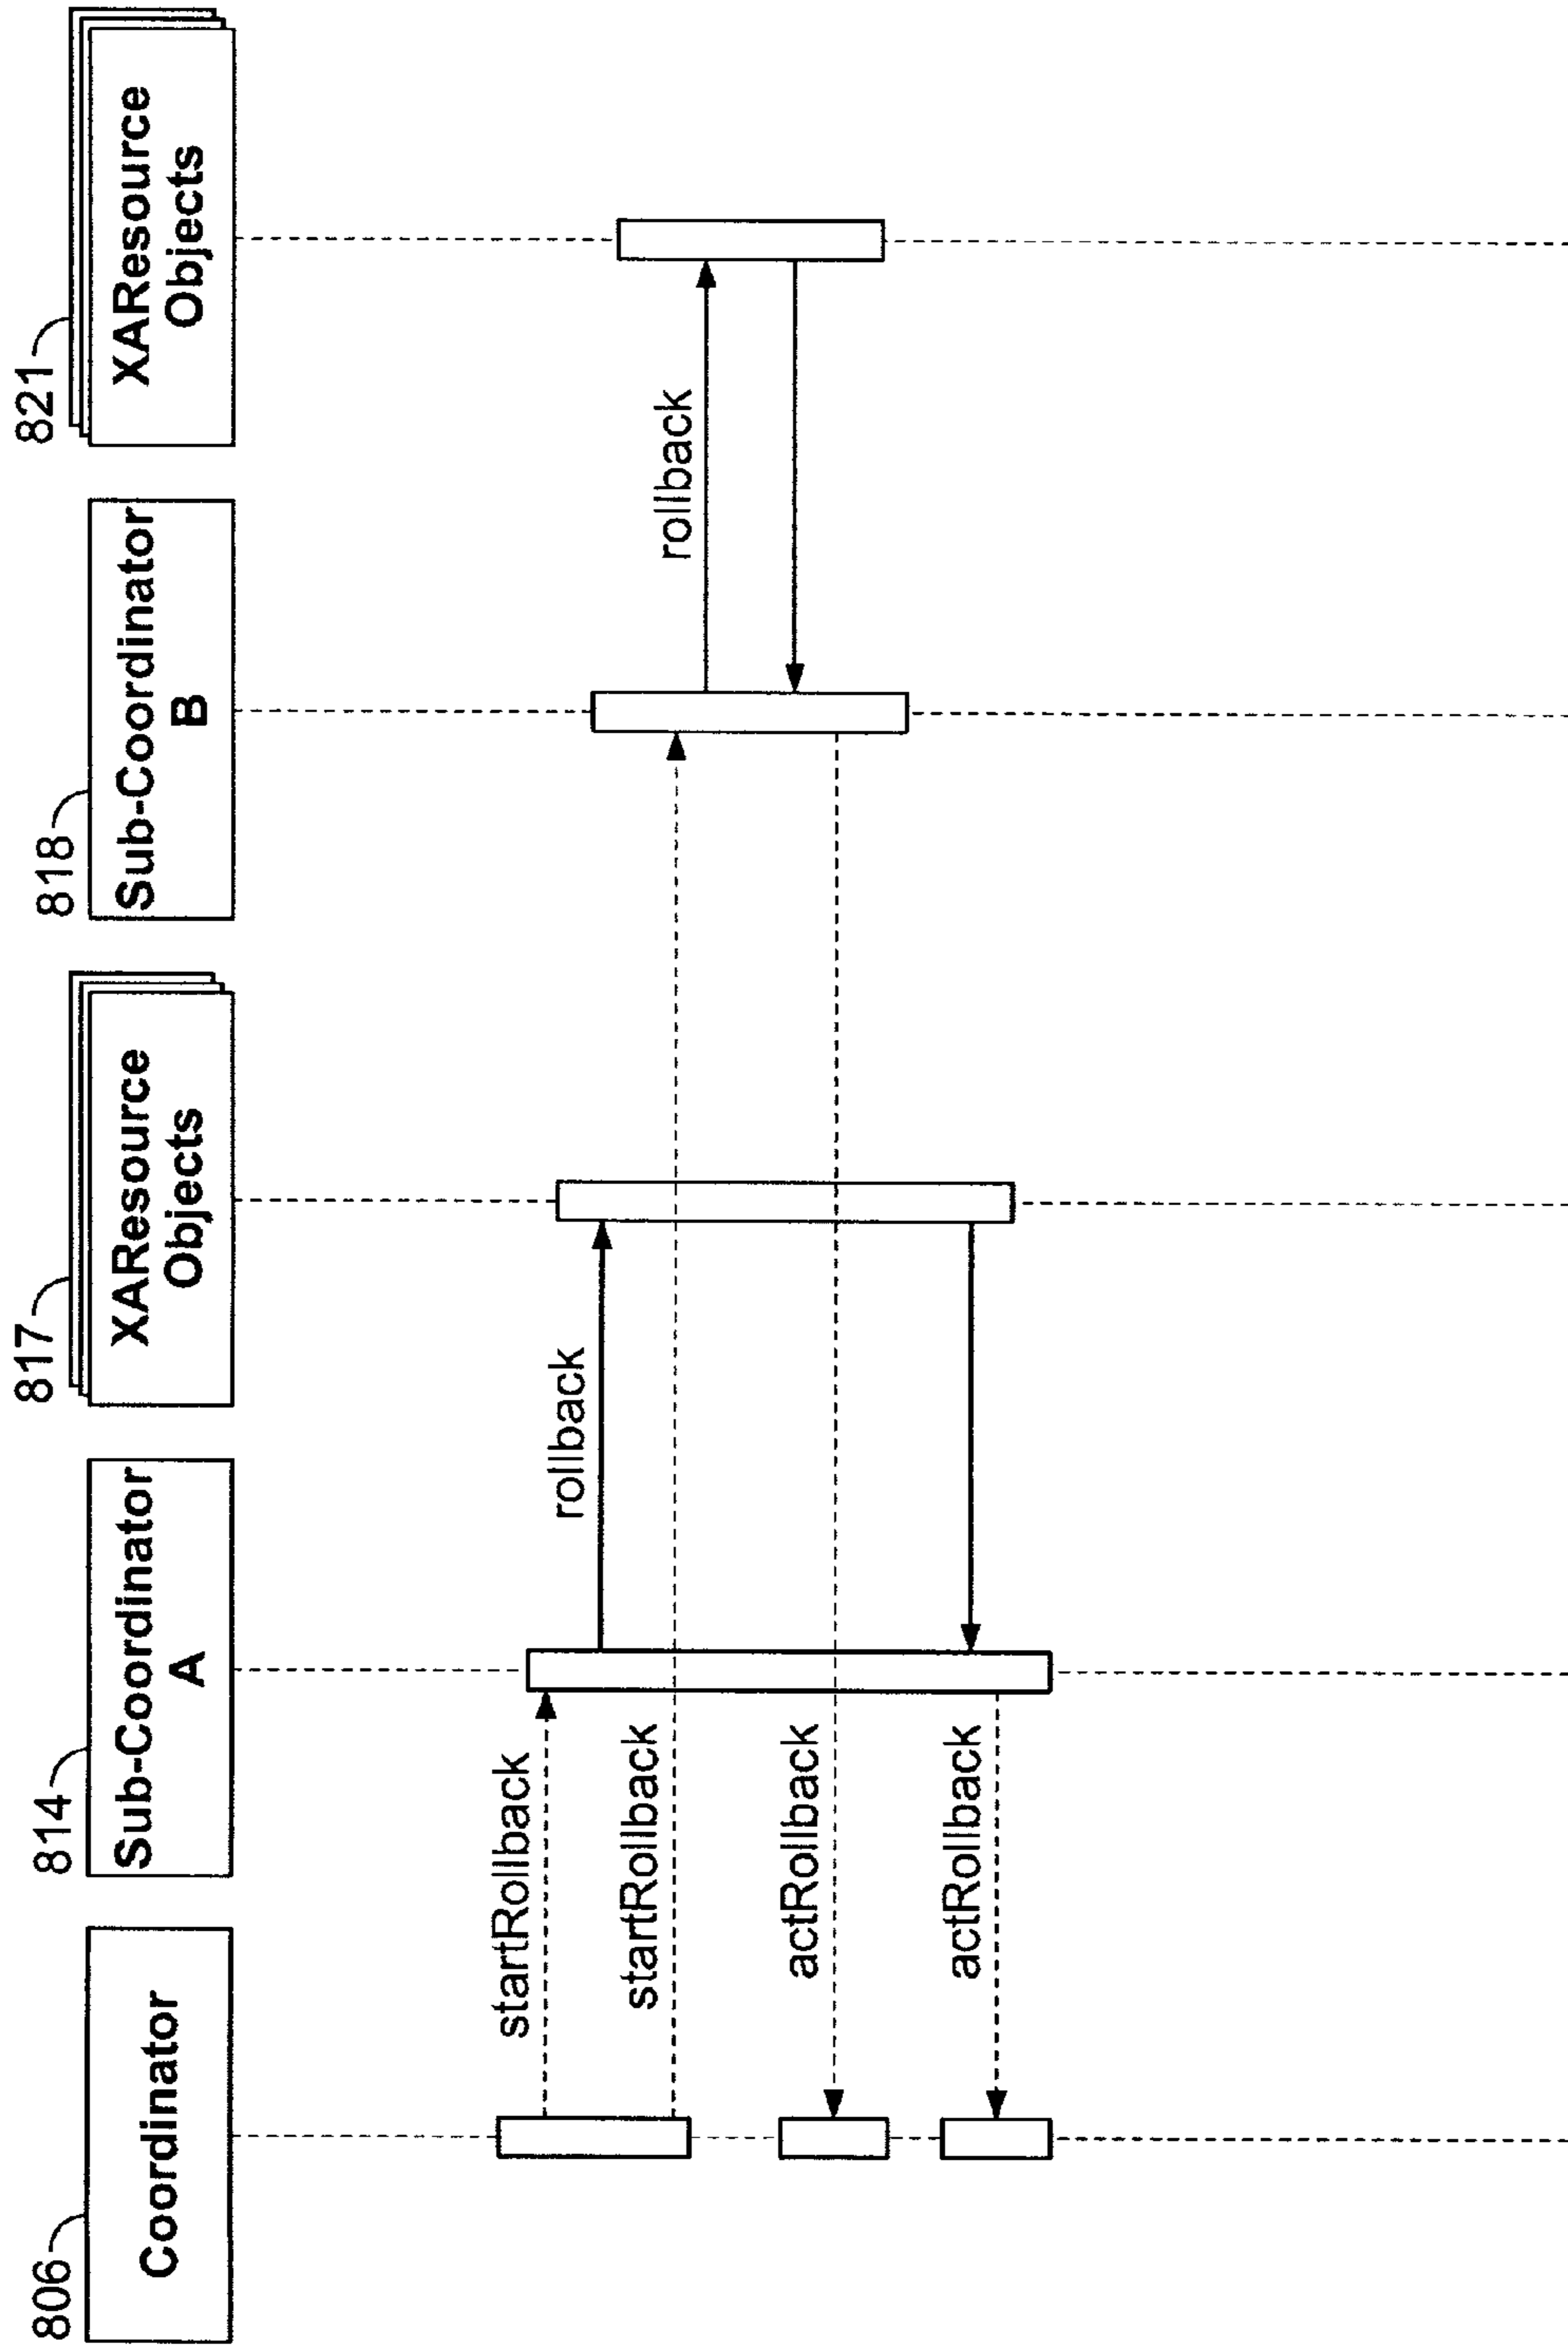 806
Coordinator
814
Sub-Coordinator
A
817
XAResource
Objects
818
Sub-Coordinator
B
821
XAResource
Objects
startRollback
rollback
startRollback
rollback
actRollback
actRollback